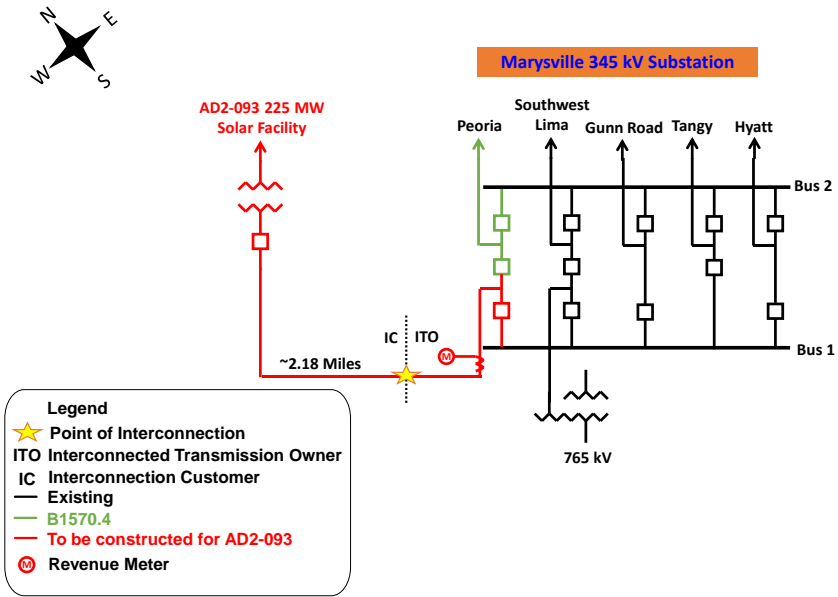 N
E
W
S
Marysville 345 kV Substation
AD2-093 225 MW
Solar Facility
Peoria
Southwest
Lima
Gunn Road
Tangy
Hyatt
Bus 2
IC
ITO
M
~2.18 Miles
Bus 1
765 kV
Legend
Point of Interconnection
ITO Interconnected Transmission Owner
IC Interconnection Customer
Existing
B1570.4
To be constructed for AD2-093
M Revenue Meter